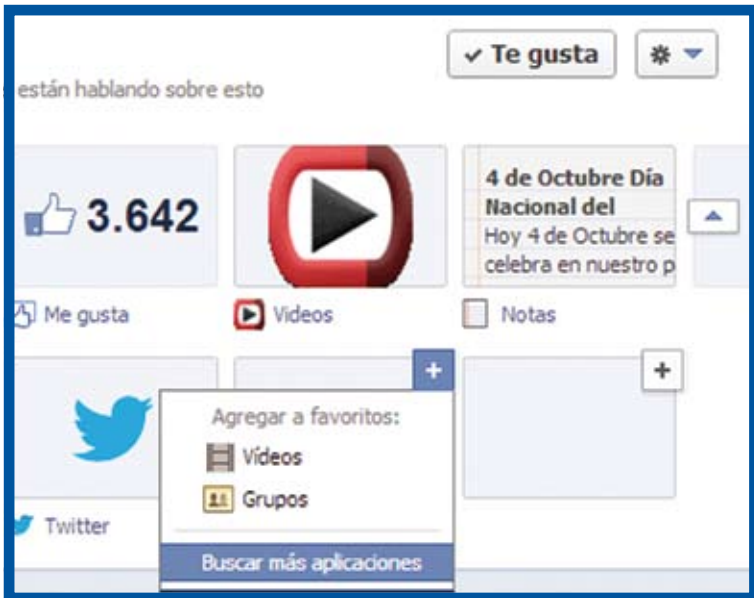 Te gusta
están hablando sobre esto
3.642
4 de Octubre Día
Nacional del
Hoy 4 de Octubre se
celebra en nuestro p
Me gusta
Videos
Notas
Agregar a favoritos:
Vídeos
Grupos
Twitter
Buscar más aplicaciones